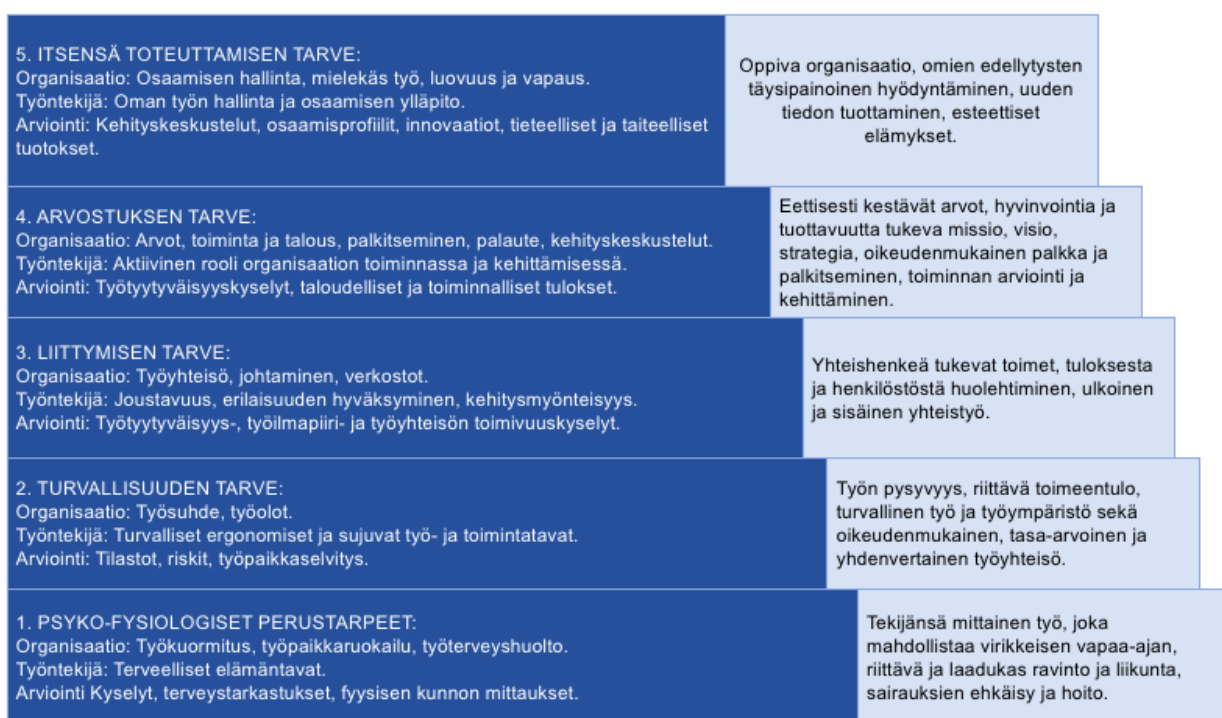 5. ITSENSÄ TOTEUTTAMISEN TARVE:
Organisaatio: Osaamisen hallinta, mielekäs työ, luovuus ja vapaus.
Työntekijä: Oman työn hallinta ja osaamisen ylläpito.
Arviointi: Kehityskeskustelut, osaamisprofiilit, innovaatiot, tieteelliset ja taiteelliset
tuotokset.
Oppiva organisaatio, omien edellytysten
täysipainoinen hyödyntäminen, uuden
tiedon tuottaminen, esteettiset
elämykset.
4. ARVOSTUKSEN TARVE:
Organisaatio: Arvot, toiminta ja talous, palkitseminen, palaute, kehityskeskustelut.
Työntekijä: Aktiivinen rooli organisaation toiminnassa ja kehittämisessä.
Arviointi: Työtyytyväisyyskyselyt, taloudelliset ja toiminnalliset tulokset.
Eettisesti kestävät arvot, hyvinvointia ja
tuottavuutta tukeva missio, visio,
strategia, oikeudenmukainen palkka ja
palkitseminen, toiminnan arviointi ja
kehittäminen.
3. LIITTYMISEN TARVE:
Organisaatio: Työyhteisö, johtaminen, verkostot.
Työntekijä: Joustavuus, erilaisuuden hyväksyminen, kehitysmyönteisyys.
Arviointi: Työtyytyväisyys-, työilmapiiri- ja työyhteisön toimivuuskyselyt.
Yhteishenkeä tukevat toimet, tuloksesta
ja henkilöstöstä huolehtiminen, ulkoinen
ja sisäinen yhteistyö.
2. TURVALLISUUDEN TARVE:
Organisaatio: Työsuhde, työolot.
Työntekijä: Turvalliset ergonomiset ja sujuvat työ- ja toimintatavat.
Arviointi: Tilastot, riskit, työpaikkaselvitys.
Työn pysyvyys, riittävä toimeentulo,
turvallinen työ ja työympäristö sekä
oikeudenmukainen, tasa-arvoinen ja
yhdenvertainen työyhteisö.
1. PSYKO-FYSIOLOGISET PERUSTARPEET:
Organisaatio: Työkuormitus, työpaikkaruokailu, työterveyshuolto.
Työntekijä: Terveelliset elämäntavat.
Arviointi Kyselyt, terveystarkastukset, fyysisen kunnon mittaukset.
Tekijänsä mittainen työ, joka
mahdollistaa virikkeisen vapaa-ajan,
riittävä ja laadukas ravinto ja liikunta,
sairauksien ehkäisy ja hoito.